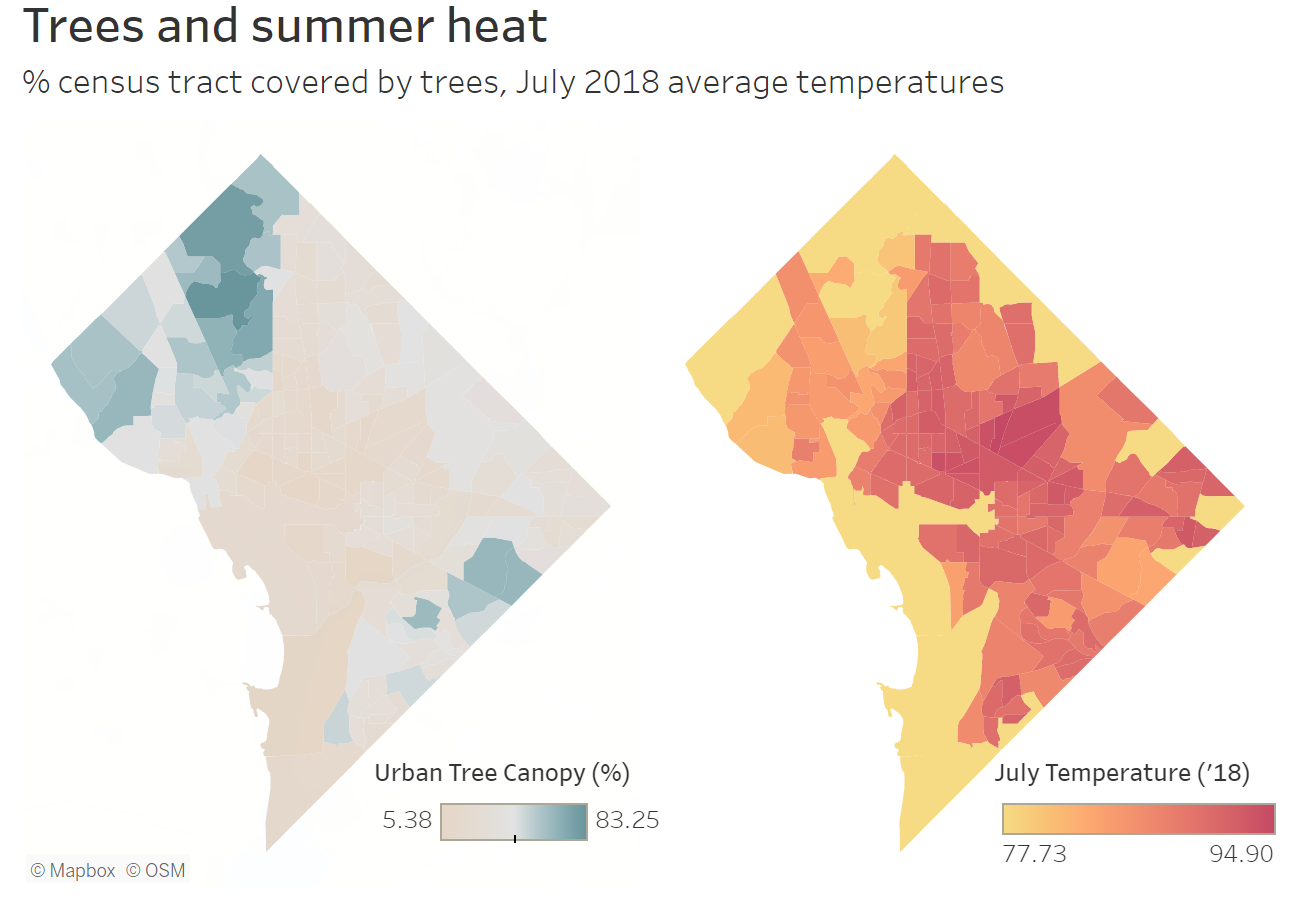 Trees and summer heat
% census tract covered by trees, July 2018 average temperatures
Urban Tree Canopy (%)
5.38
83.25
July Temperature (’18)
77.73
94.90
© Mapbox © OSM